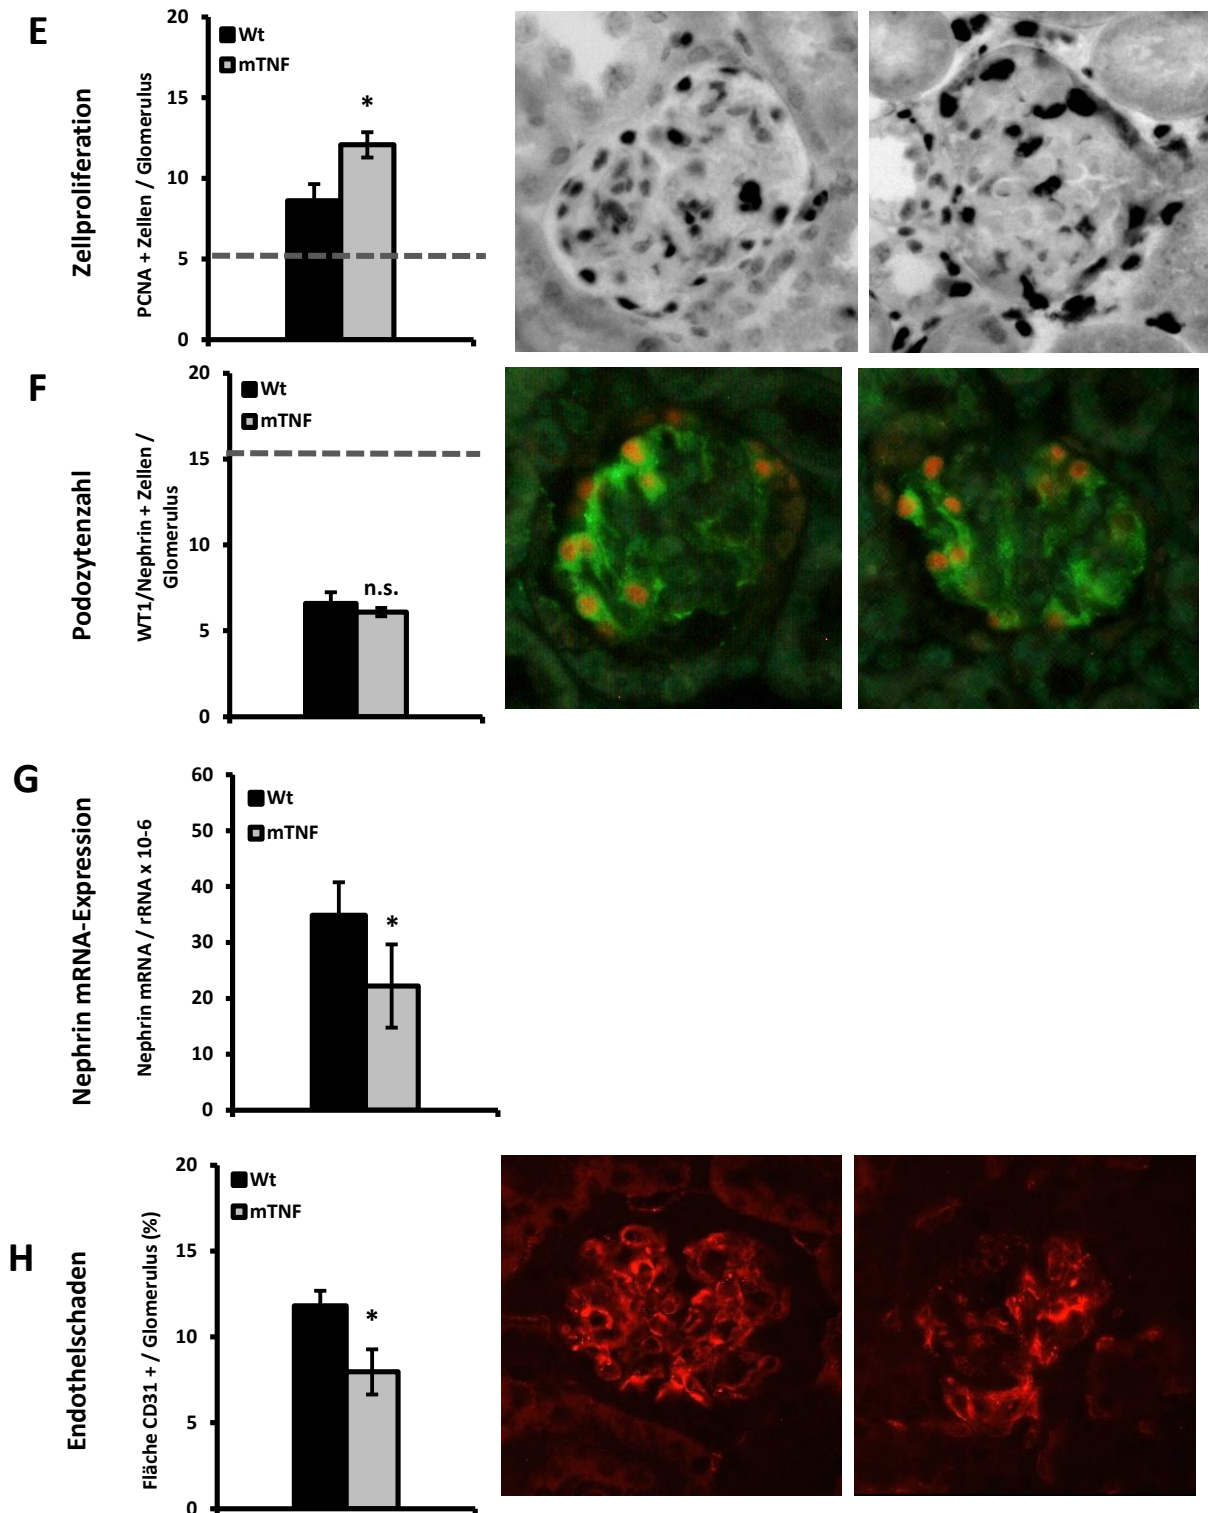 E
Zellproliferation
PCNA + Zellen / Glomerulus
20
15
10
5
0
Wt
mTNF
*
F
Podozytenzahl
WT1/Nephrin + Zellen /
Glomerulus
20
15
10
5
0
Wt
mTNF
n.s.
G
Nephrin mRNA-Expression
Nephrin mRNA / rRNA x 10-6
60
50
40
30
20
10
0
Wt
mTNF
*
H
Endothelschaden
Fläche CD31 + / Glomerulus (%)
20
15
10
5
0
Wt
mTNF
*